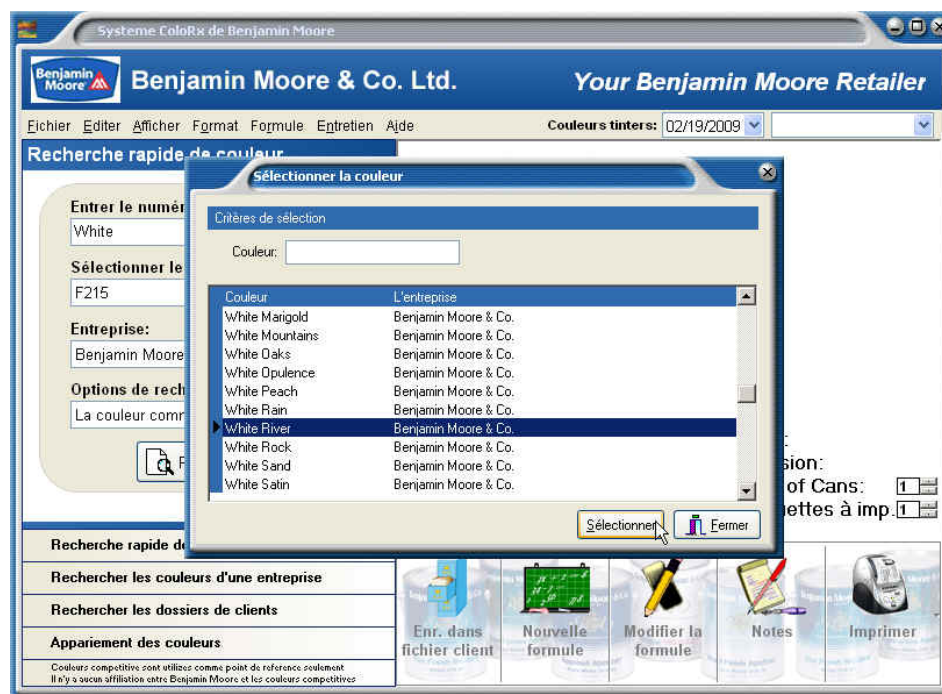 Systeme ColoRx de Benjamin Moore
Benjamin Moore
Benjamin Moore & Co. Ltd.
Your Benjamin Moore Retailer
Fichier Editer Afficher Format Formule Entretien Ajde
Couleurs tinters: 02/19/2009
Recherche rapide de couleur
Sélectionner la couleur
Entrer le numér
White
Sélectionner le
F215
Entreprise:
Benjamin Moore
Options de rech
La couleur comm
Critères de sélection
Couleur:
Couleur L'entreprise
White Marigold Benjamin Moore & Co.
White Mountains Benjamin Moore & Co.
White Oaks Benjamin Moore & Co.
White Opulence Benjamin Moore & Co.
White Peach Benjamin Moore & Co.
White Rain Benjamin Moore & Co.
White River Benjamin Moore & Co.
White Rock Benjamin Moore & Co.
White Sand Benjamin Moore & Co.
White Satin Benjamin Moore & Co.
Sélectionner Fermer
sion:
of Cans: 1
uettes à imp. 1
Recherche rapide de
Rechercher les couleurs d'une entreprise
Rechercher les dossiers de clients
Appariement des couleurs
Couleurs competitive sont utilizes comme point de reference seulement
Il n'y a aucun affiliation entre Benjamin Moore et les couleurs competitives
Enr. dans fichier client
Nouvelle formule
Modifier la formule
Notes
Imprimer